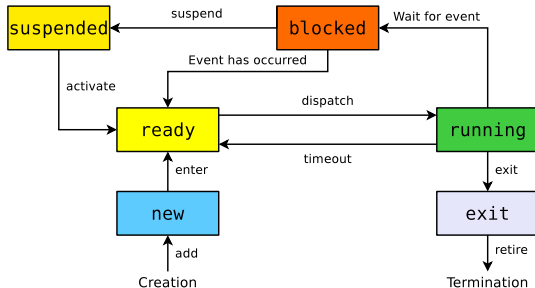 suspend
Wait for event
suspended
blocked
Event has occurred
activate
dispatch
ready
running
timeout
enter
exit
new
exit
add
retire
Creation
Termination